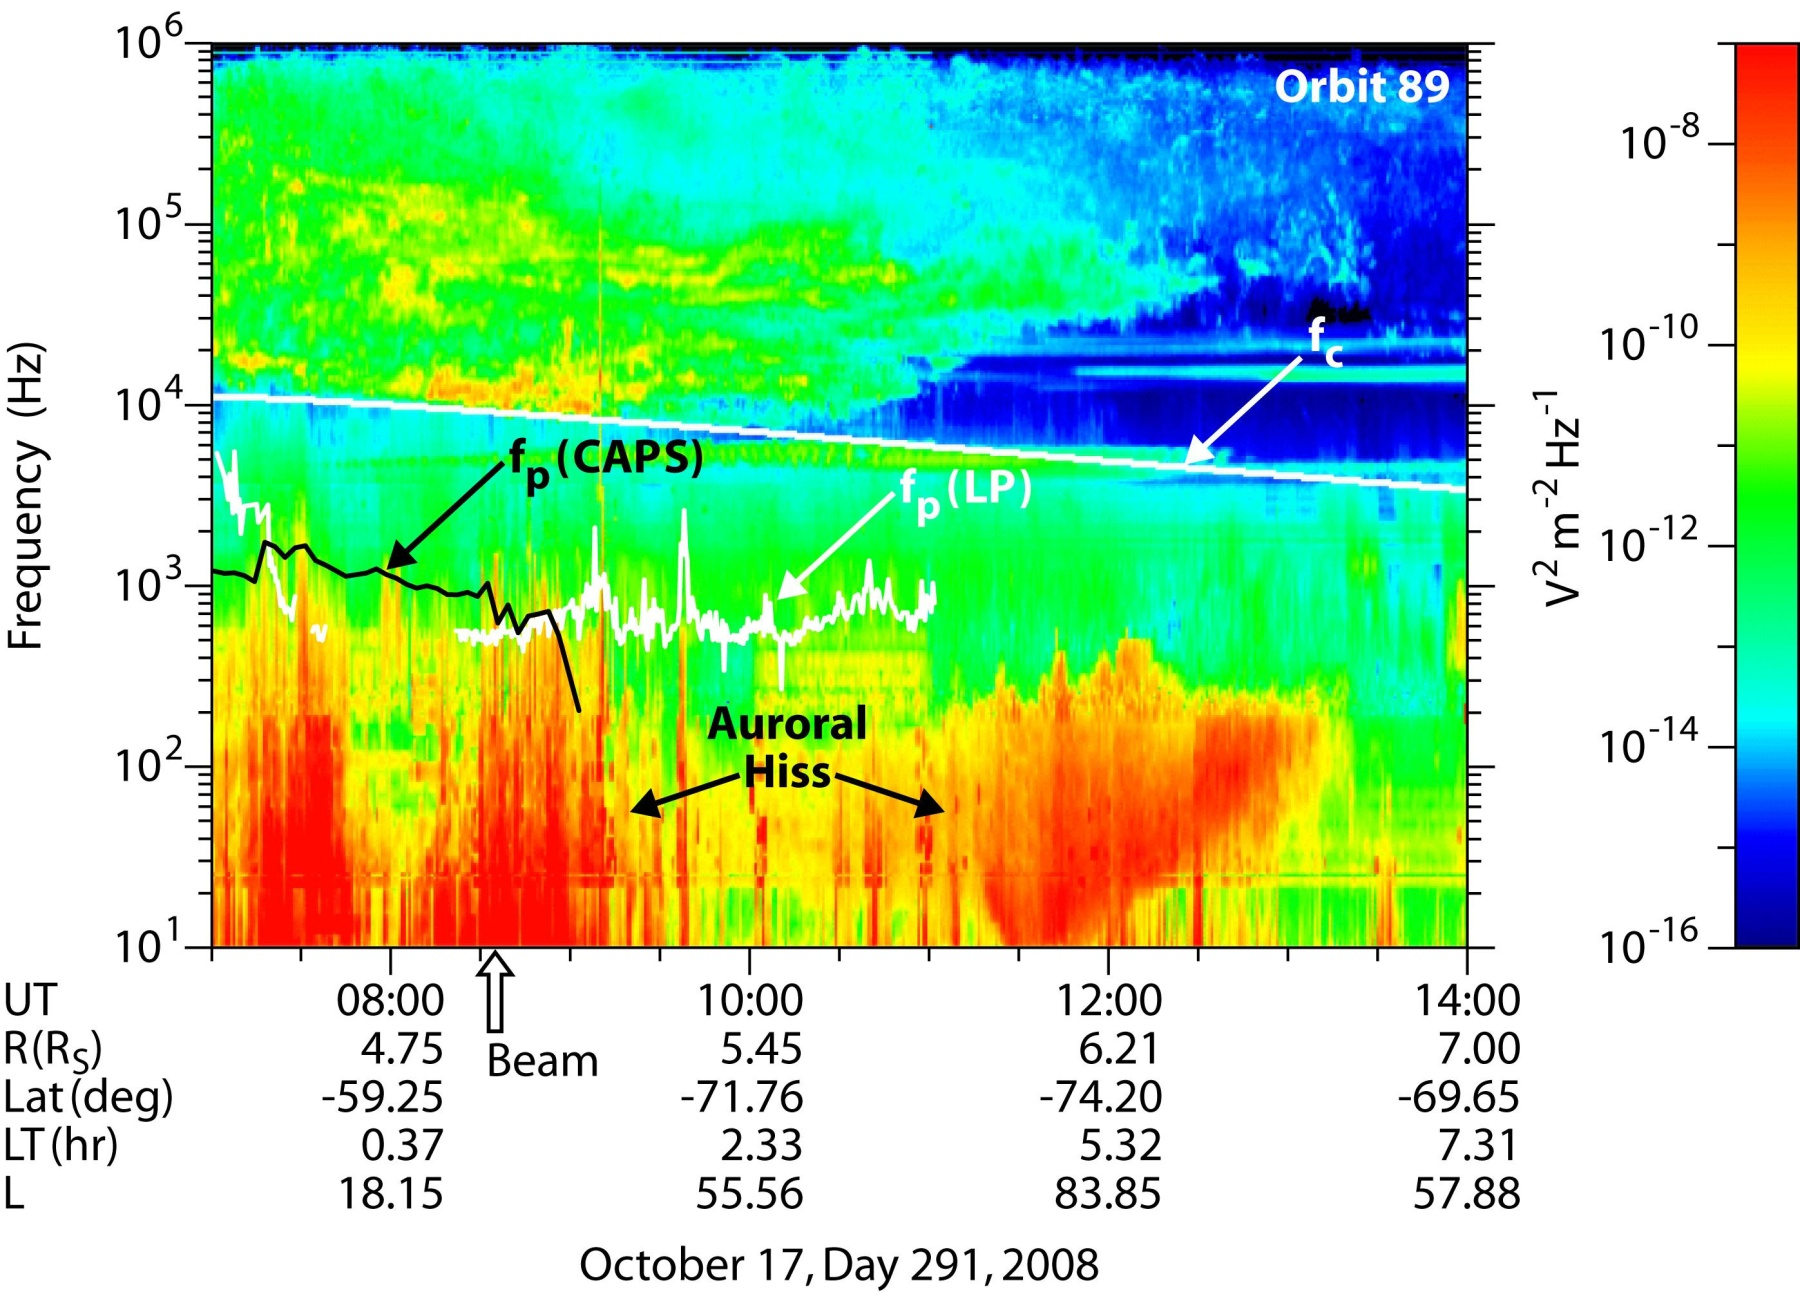 Orbit 89
10^6
10^5
10^4
10^3
10^2
10^1
Frequency (Hz)
f_c
f_p (CAPS)
f_p (LP)
Auroral
Hiss
10^-8
10^-10
10^-12
10^-14
10^-16
V^2 m^-2 Hz^-1
Beam
UT 08:00 10:00 12:00 14:00
R(R_S) 4.75 5.45 6.21 7.00
Lat(deg) -59.25 -71.76 -74.20 -69.65
LT(hr) 0.37 2.33 5.32 7.31
L 18.15 55.56 83.85 57.88
October 17, Day 291, 2008